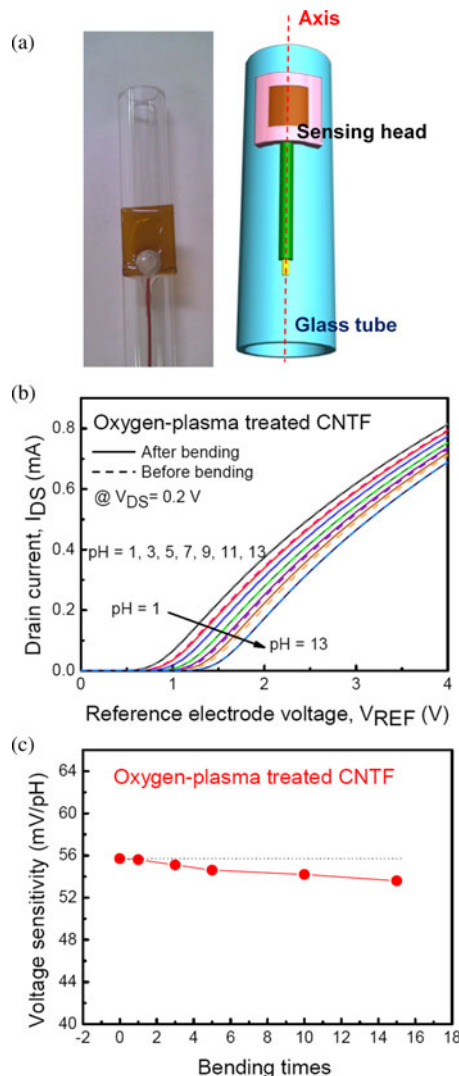 (a)
Axis
Sensing head
Glass tube
(b)
Oxygen-plasma treated CNTF
After bending
Before bending
@ VDS= 0.2 V
pH = 1, 3, 5, 7, 9, 11, 13
pH = 1
pH = 13
Drain current, IDS (mA)
0.8
0.6
0.4
0.2
0.0
0 1 2 3 4
Reference electrode voltage, VREF (V)
(c)
Oxygen-plasma treated CNTF
Voltage sensitivity (mV/pH)
64
60
56
52
48
44
40
-2 0 2 4 6 8 10 12 14 16 18
Bending times